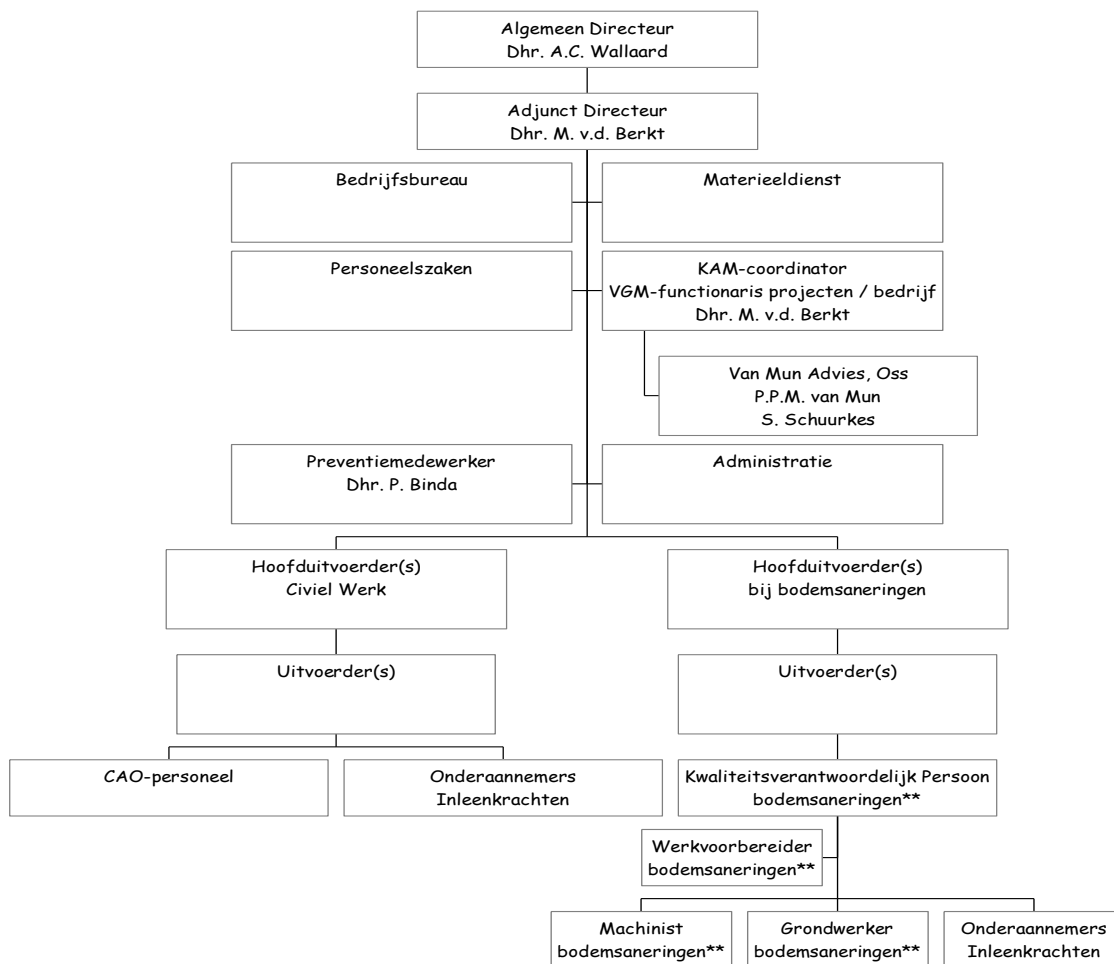 Algemeen Directeur
Dhr. A.C. Wallaard
Adjunct Directeur
Dhr. M. v.d. Berkt
Bedrijfsbureau
Materieeldienst
Personeelszaken
KAM-coordinator
VGM-functionaris projecten / bedrijf
Dhr. M. v.d. Berkt
Van Mun Advies, Oss
P.P.M. van Mun
S. Schuurkes
Preventiemedewerker
Dhr. P. Binda
Administratie
Hoofduitvoerder(s)
Civiel Werk
Hoofduitvoerder(s)
bij bodemsaneringen
Uitvoerder(s)
Uitvoerder(s)
CAO-personeel
Onderaannemers
Inleenkrachten
Kwaliteitsverantwoordelijk Persoon
bodemsaneringen**
Werkvoorbereider
bodemsaneringen**
Machinist
bodemsaneringen**
Grondwerker
bodemsaneringen**
Onderaannemers
Inleenkrachten